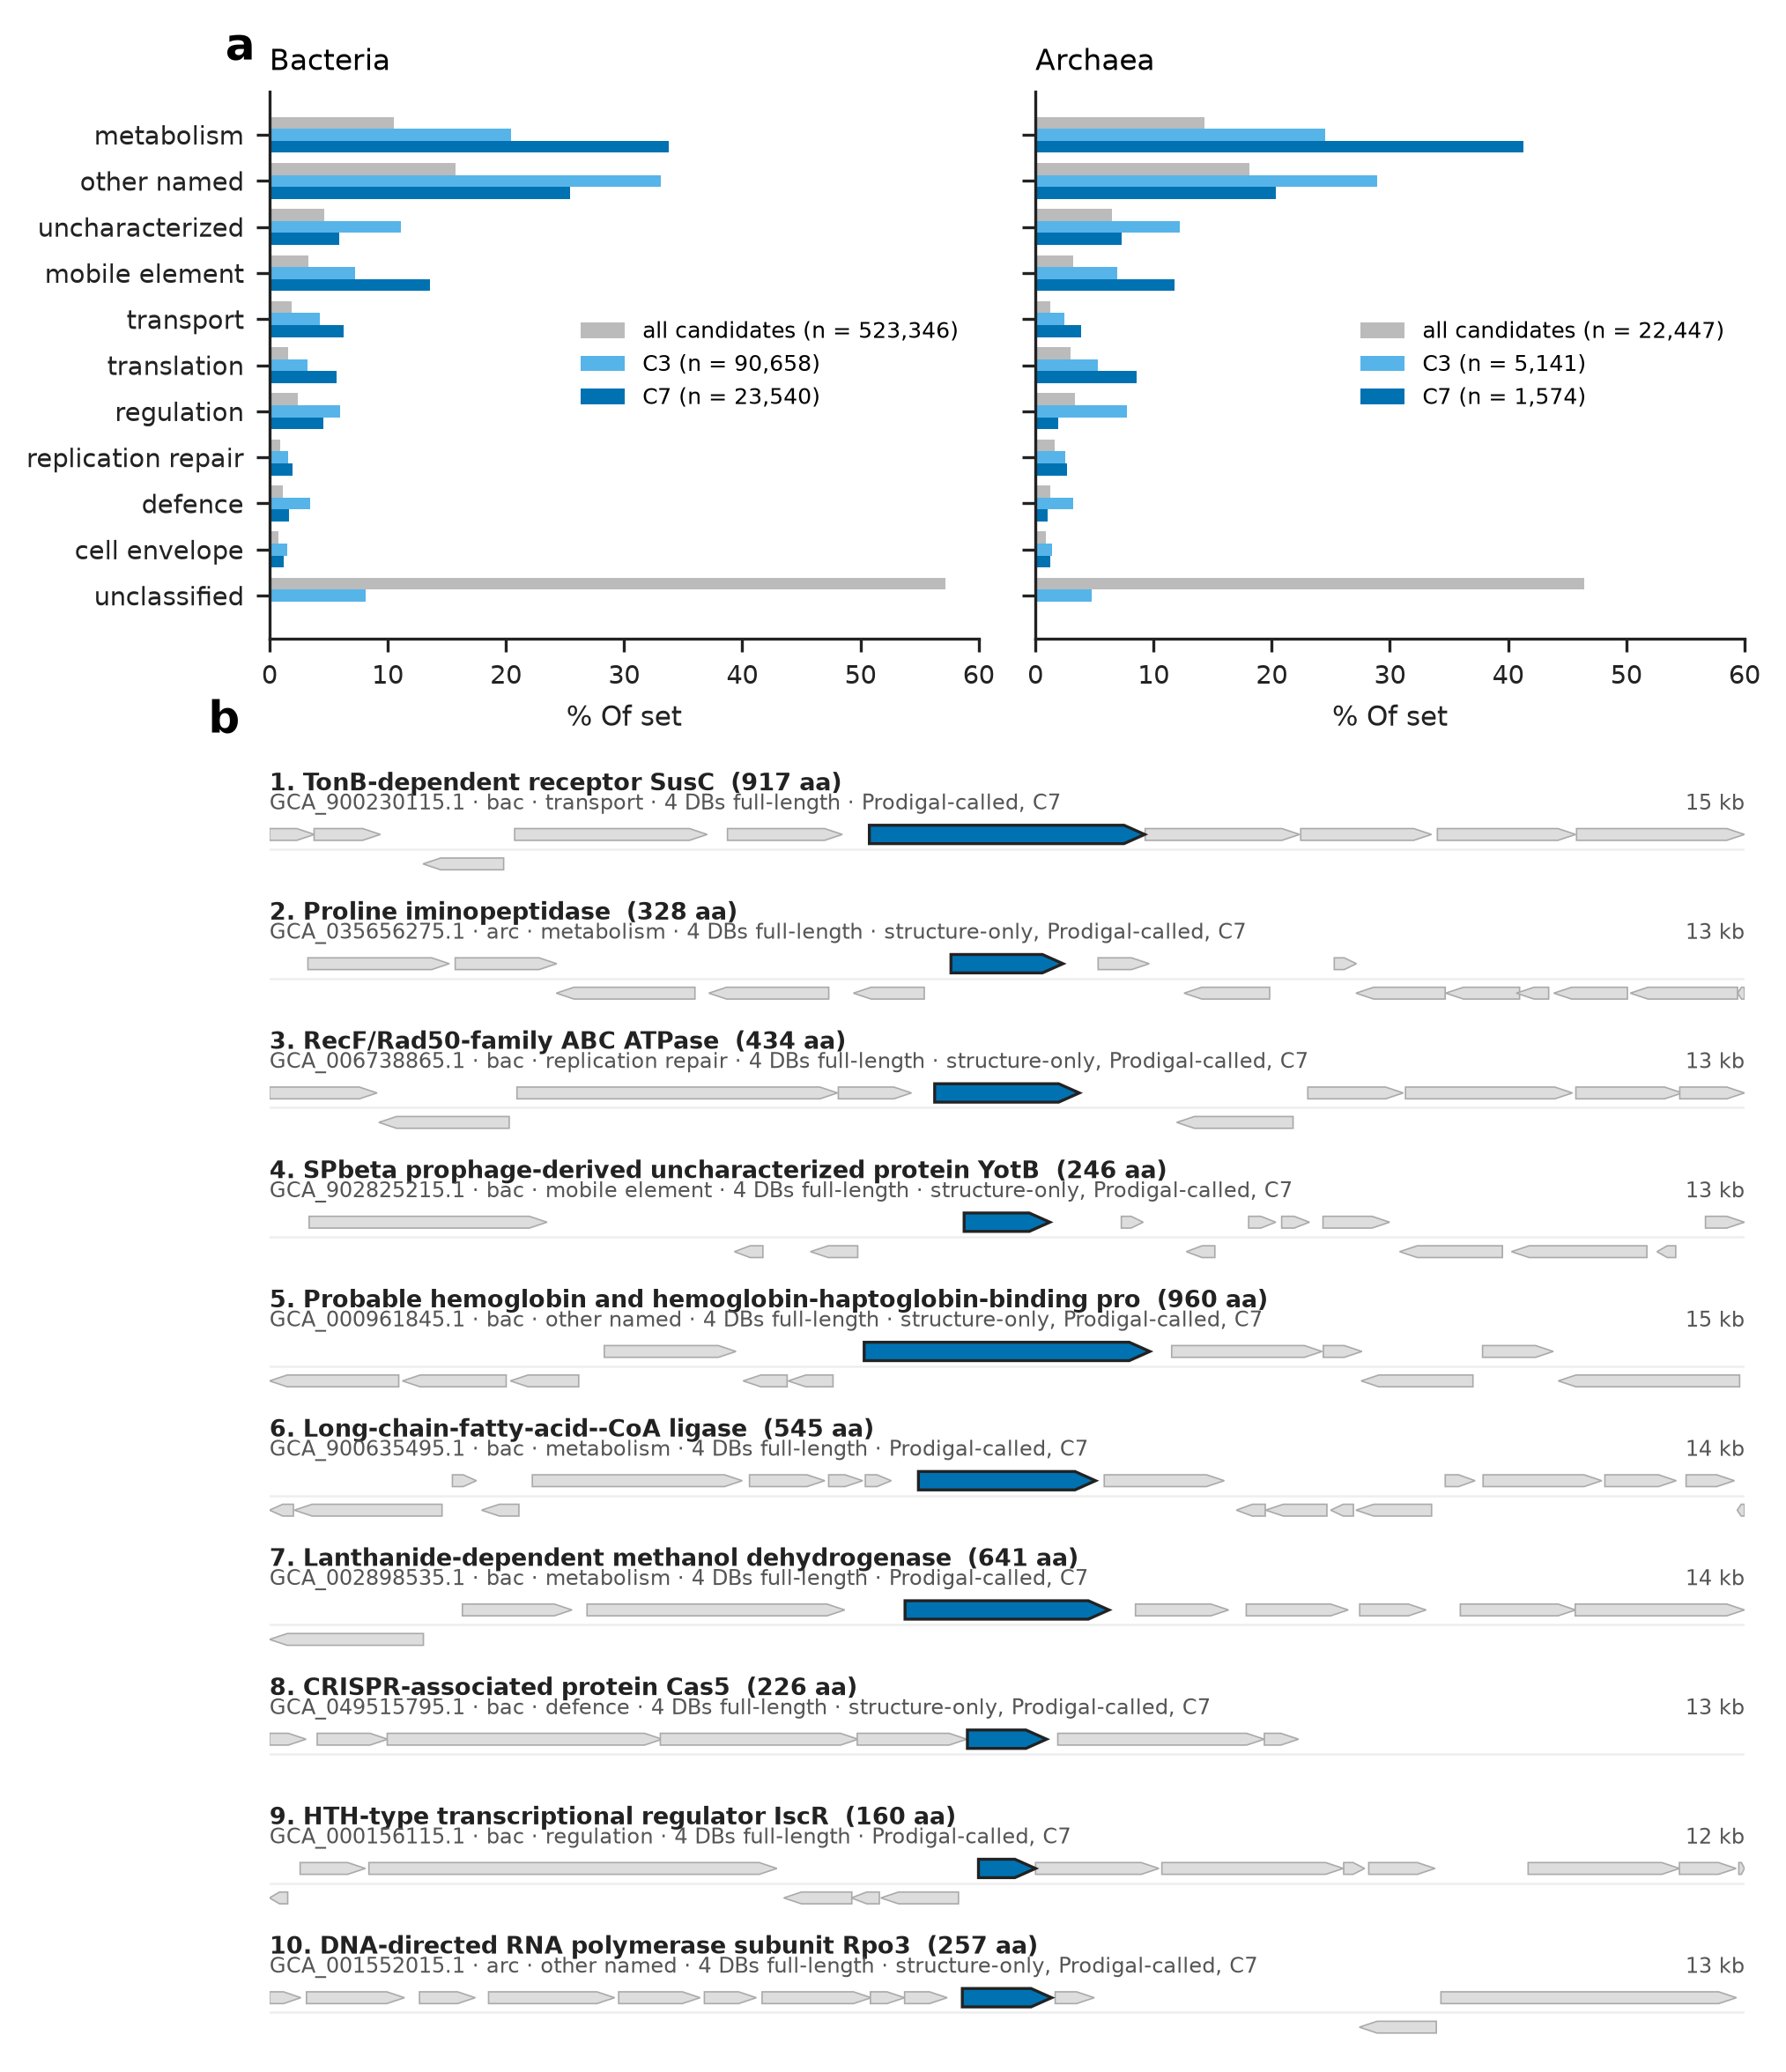 a
Bacteria
Archaea
metabolism
other named
uncharacterized
mobile element
transport
translation
regulation
replication repair
defence
cell envelope
unclassified
all candidates (n = 523,346)
C3 (n = 90,658)
C7 (n = 23,540)
all candidates (n = 22,447)
C3 (n = 5,141)
C7 (n = 1,574)
0 10 20 30 40 50 60
0 10 20 30 40 50 60
% Of set
% Of set
b
1. TonB-dependent receptor SusC (917 aa)
GCA_900230115.1 · bac · transport · 4 DBs full-length · Prodigal-called, C7
15 kb
2. Proline iminopeptidase (328 aa)
GCA_035656275.1 · arc · metabolism · 4 DBs full-length · structure-only, Prodigal-called, C7
13 kb
3. RecF/Rad50-family ABC ATPase (434 aa)
GCA_006738865.1 · bac · replication repair · 4 DBs full-length · structure-only, Prodigal-called, C7
13 kb
4. SPbeta prophage-derived uncharacterized protein YotB (246 aa)
GCA_902825215.1 · bac · mobile element · 4 DBs full-length · structure-only, Prodigal-called, C7
13 kb
5. Probable hemoglobin and hemoglobin-haptoglobin-binding pro (960 aa)
GCA_000961845.1 · bac · other named · 4 DBs full-length · structure-only, Prodigal-called, C7
15 kb
6. Long-chain-fatty-acid--CoA ligase (545 aa)
GCA_900635495.1 · bac · metabolism · 4 DBs full-length · Prodigal-called, C7
14 kb
7. Lanthanide-dependent methanol dehydrogenase (641 aa)
GCA_002898535.1 · bac · metabolism · 4 DBs full-length · Prodigal-called, C7
14 kb
8. CRISPR-associated protein Cas5 (226 aa)
GCA_049515795.1 · bac · defence · 4 DBs full-length · structure-only, Prodigal-called, C7
13 kb
9. HTH-type transcriptional regulator IscR (160 aa)
GCA_000156115.1 · bac · regulation · 4 DBs full-length · Prodigal-called, C7
12 kb
10. DNA-directed RNA polymerase subunit Rpo3 (257 aa)
GCA_001552015.1 · arc · other named · 4 DBs full-length · structure-only, Prodigal-called, C7
13 kb